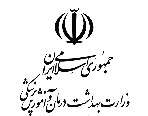 جمهوری اسلامی ایران
وزارت بهداشت درمان و آموزش پزشکی